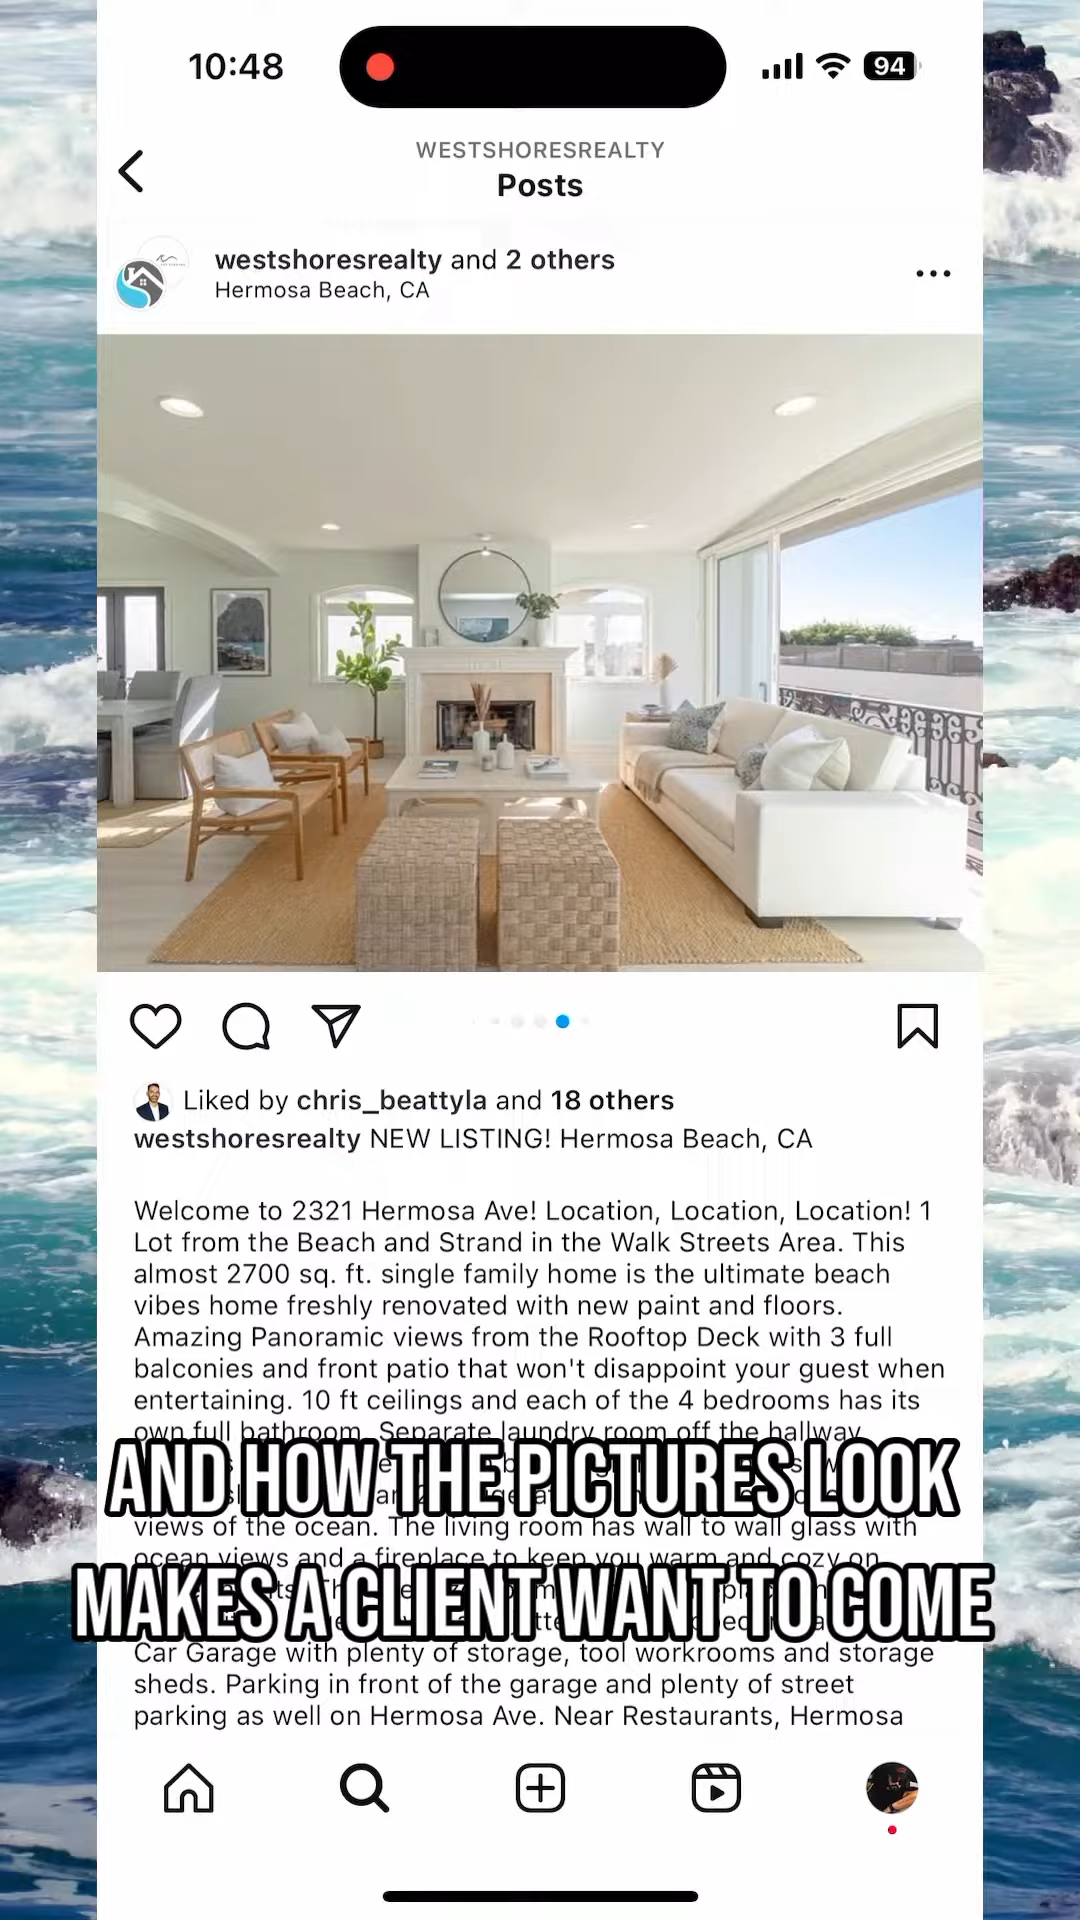 10:48
94
WESTSHORESREALTY
Posts
westshoresrealty and 2 others
Hermosa Beach, CA
Liked by chris_beattyla and 18 others
westshoresrealty NEW LISTING! Hermosa Beach, CA
Welcome to 2321 Hermosa Ave! Location, Location, Location! 1
Lot from the Beach and Strand in the Walk Streets Area. This
almost 2700 sq. ft. single family home is the ultimate beach
vibes home freshly renovated with new paint and floors.
Amazing Panoramic views from the Rooftop Deck with 3 full
balconies and front patio that won't disappoint your guest when
entertaining. 10 ft ceilings and each of the 4 bedrooms has its
own full bathroom. Separate laundry room off the hallway
AND HOW THE PICTURES LOOK
views of the ocean. The living room has wall to wall glass with
ocean views and a fireplace to keep you warm and cozy on
MAKES A CLIENT WANT TO COME
Car Garage with plenty of storage, tool workrooms and storage
sheds. Parking in front of the garage and plenty of street
parking as well on Hermosa Ave. Near Restaurants, Hermosa